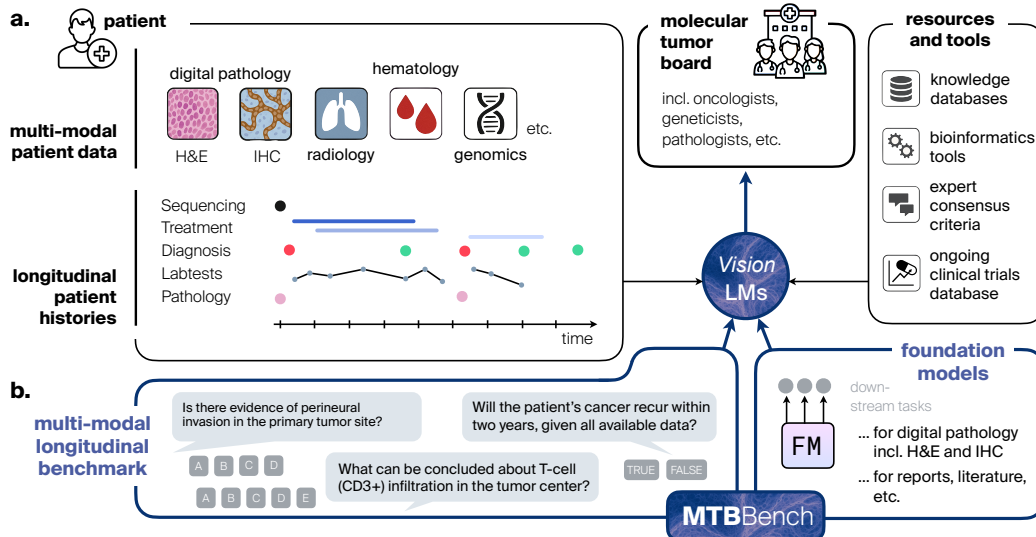 a.
patient
multi-modal
patient data
digital pathology
hematology
H&E
IHC
radiology
genomics
etc.
longitudinal
patient
histories
Sequencing
Treatment
Diagnosis
Labtests
Pathology
time
molecular
tumor
board
incl. oncologists,
geneticists,
pathologists, etc.
resources
and tools
knowledge
databases
bioinformatics
tools
expert
consensus
criteria
ongoing
clinical trials
database
Vision
LMs
b.
multi-modal
longitudinal
benchmark
Is there evidence of perineural
invasion in the primary tumor site?
A B C D
Will the patient's cancer recur within
two years, given all available data?
TRUE FALSE
What can be concluded about T-cell
(CD3+) infiltration in the tumor center?
A B C D E
MTBBench
foundation
models
down-
stream tasks
FM
... for digital pathology
incl. H&E and IHC
... for reports, literature,
etc.